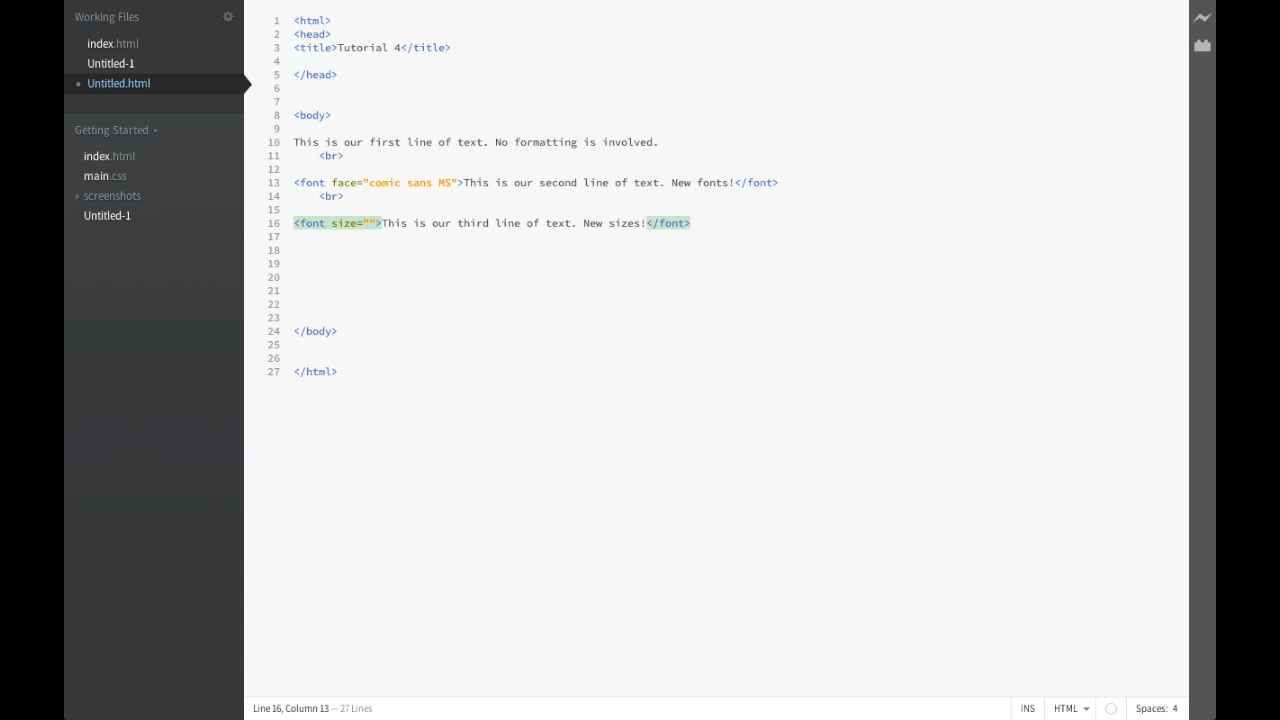 Working Files
index.html
Untitled-1
Untitled.html
Getting Started
index.html
main.css
screenshots
Untitled-1
1 <html>
2 <head>
3 <title>Tutorial 4</title>
4
5 </head>
6
7
8 <body>
9
10 This is our first line of text. No formatting is involved.
11 <br>
12
13 <font face="comic sans MS">This is our second line of text. New fonts!</font>
14 <br>
15
16 <font size="">This is our third line of text. New sizes!</font>
17
18
19
20
21
22
23
24 </body>
25
26
27 </html>
Line 16, Column 13 — 27 Lines
INS HTML Spaces: 4